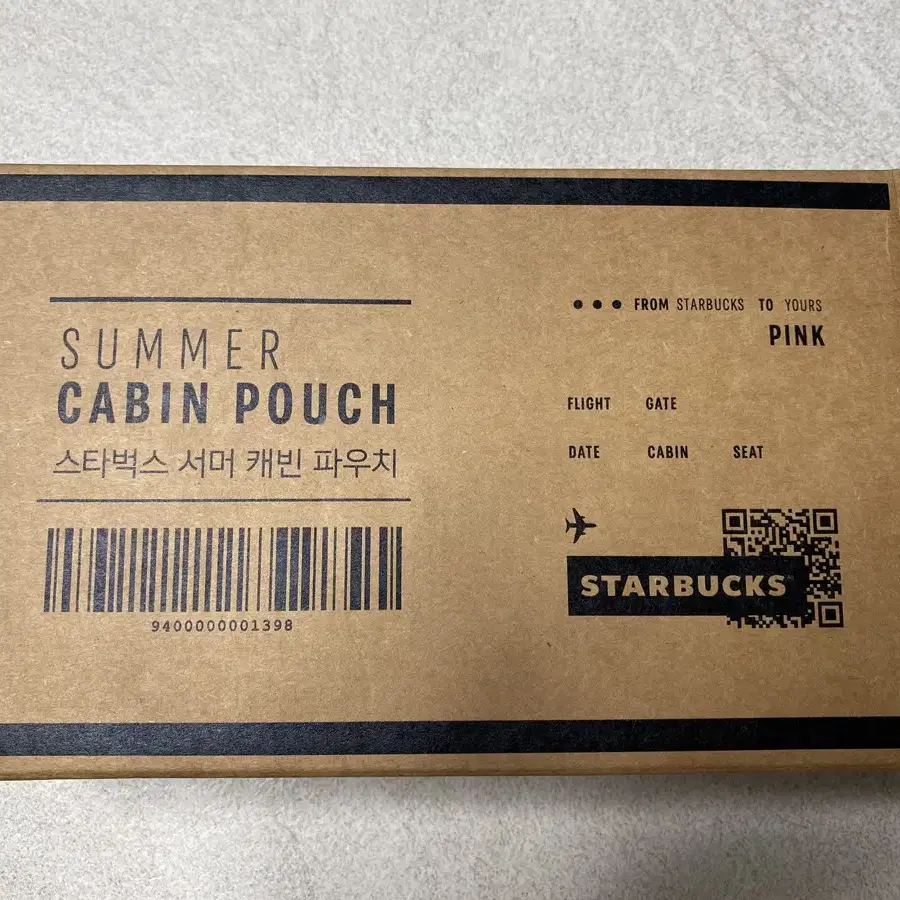 SUMMER
CABIN POUCH
스타벅스 서머 캐빈 파우치
9400000001398
FROM STARBUCKS TO YOURS
PINK
FLIGHT GATE
DATE CABIN SEAT
STARBUCKS